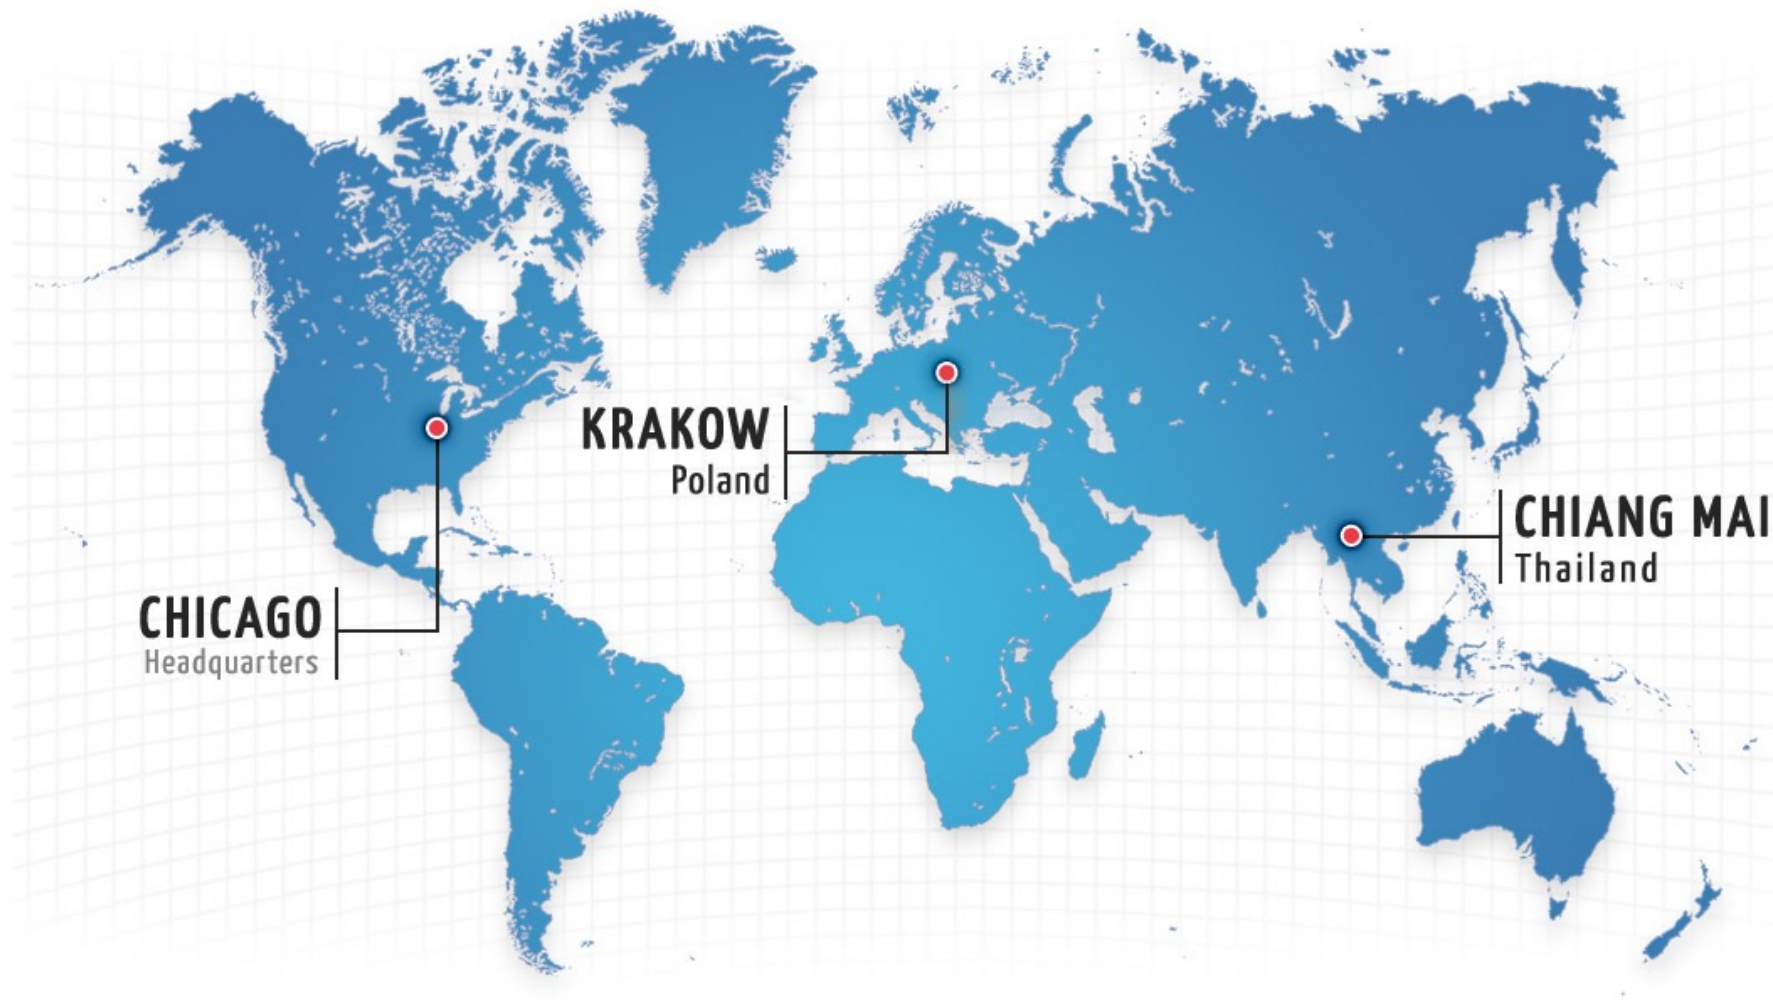 KRAKOW
Poland
CHIANG MAI
Thailand
CHICAGO
Headquarters